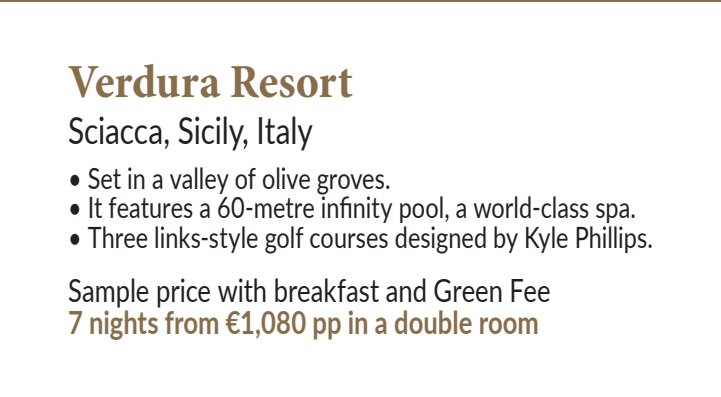 Verdura Resort
Sciacca, Sicily, Italy
• Set in a valley of olive groves.
• It features a 60-metre infinity pool, a world-class spa.
• Three links-style golf courses designed by Kyle Phillips.
Sample price with breakfast and Green Fee
7 nights from €1,080 pp in a double room